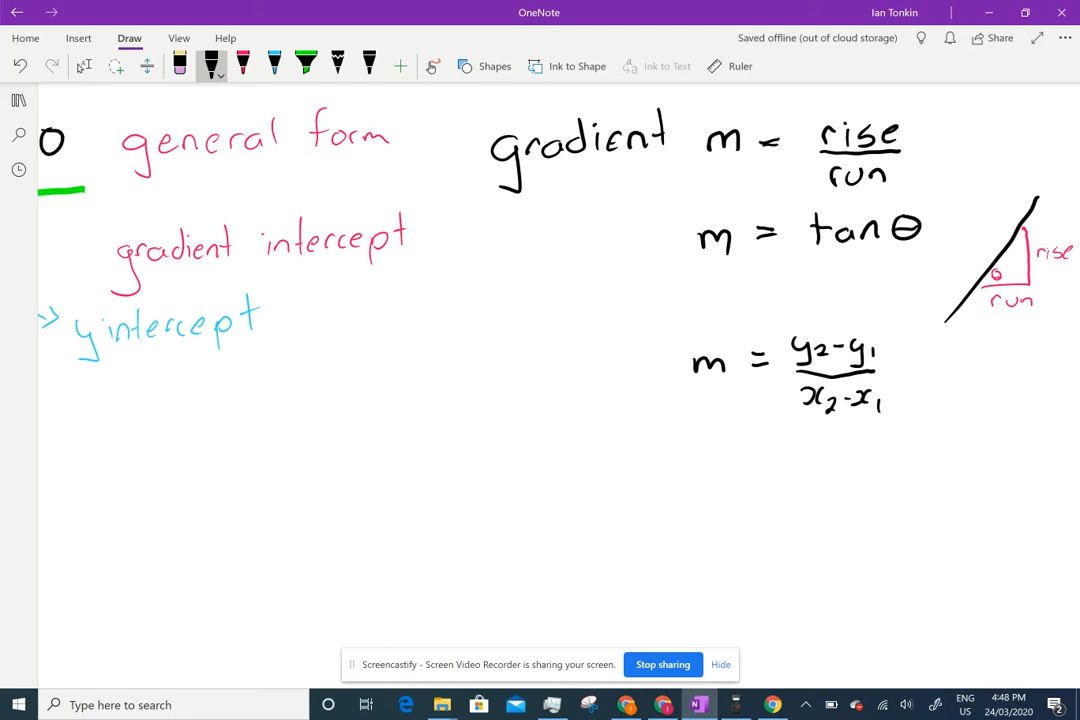 OneNote
Ian Tonkin
Home Insert Draw View Help
Saved offline (out of cloud storage)
Share
Shapes
Ink to Shape
Ink to Text
Ruler
0 general form
gradient m = rise/run
m = tan θ
gradient intercept
rise
θ
run
y intercept
m = y₂-y₁/x₂-x₁
Screencastify - Screen Video Recorder is sharing your screen.
Stop sharing
Hide
Type here to search
ENG
US
4:48 PM
24/03/2020
2